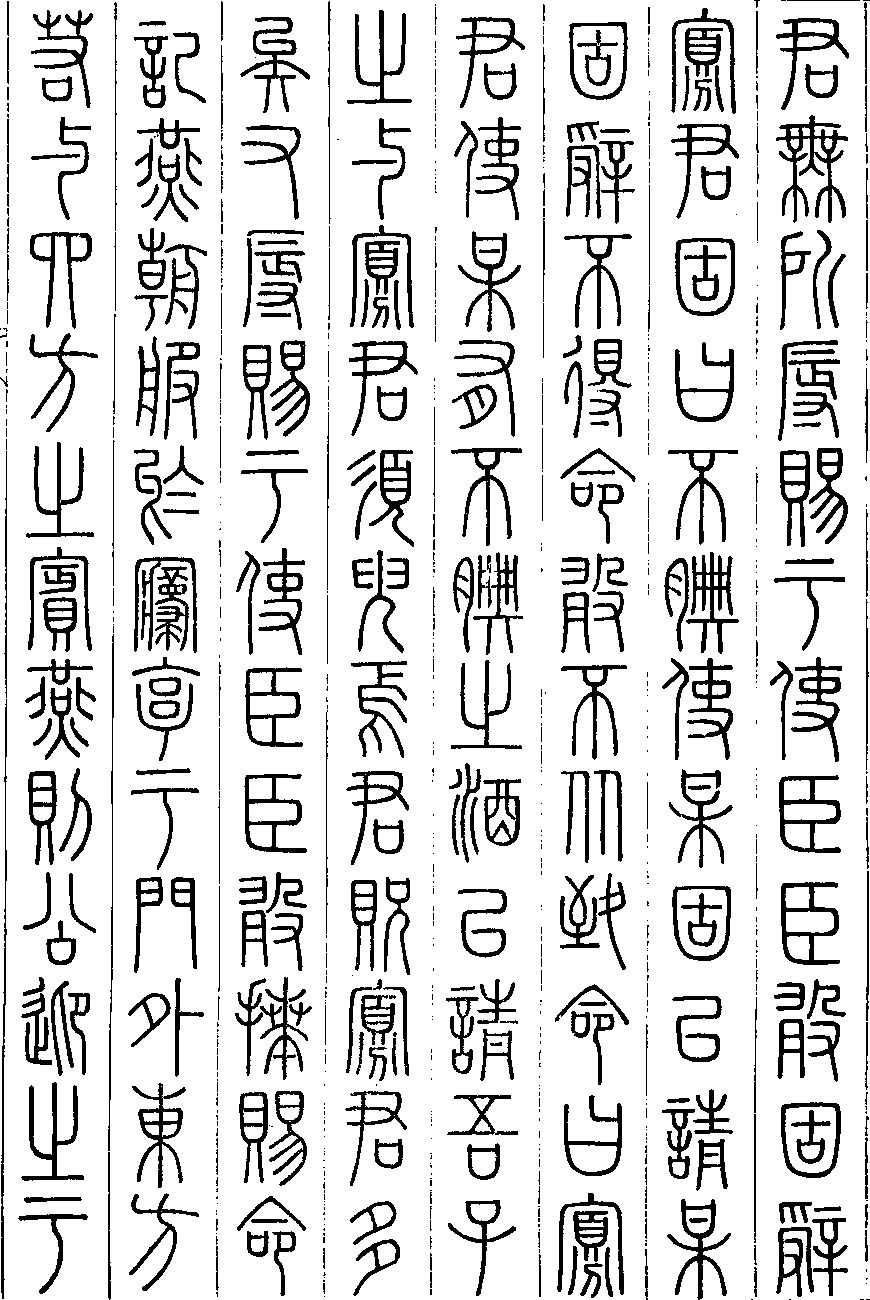 君無所辱賜于使臣臣敢固辭
寡君固曰不腆使某固以請某
固辭不得命敢不从致命曰寡
君使某有不腆之酒以請吾子
之与寡君須臾焉君貺寡君多
矣又辱賜于使臣臣敢拜賜命
記燕朝服於寢亨于門外東方
若与四方之賓燕則公迎之于